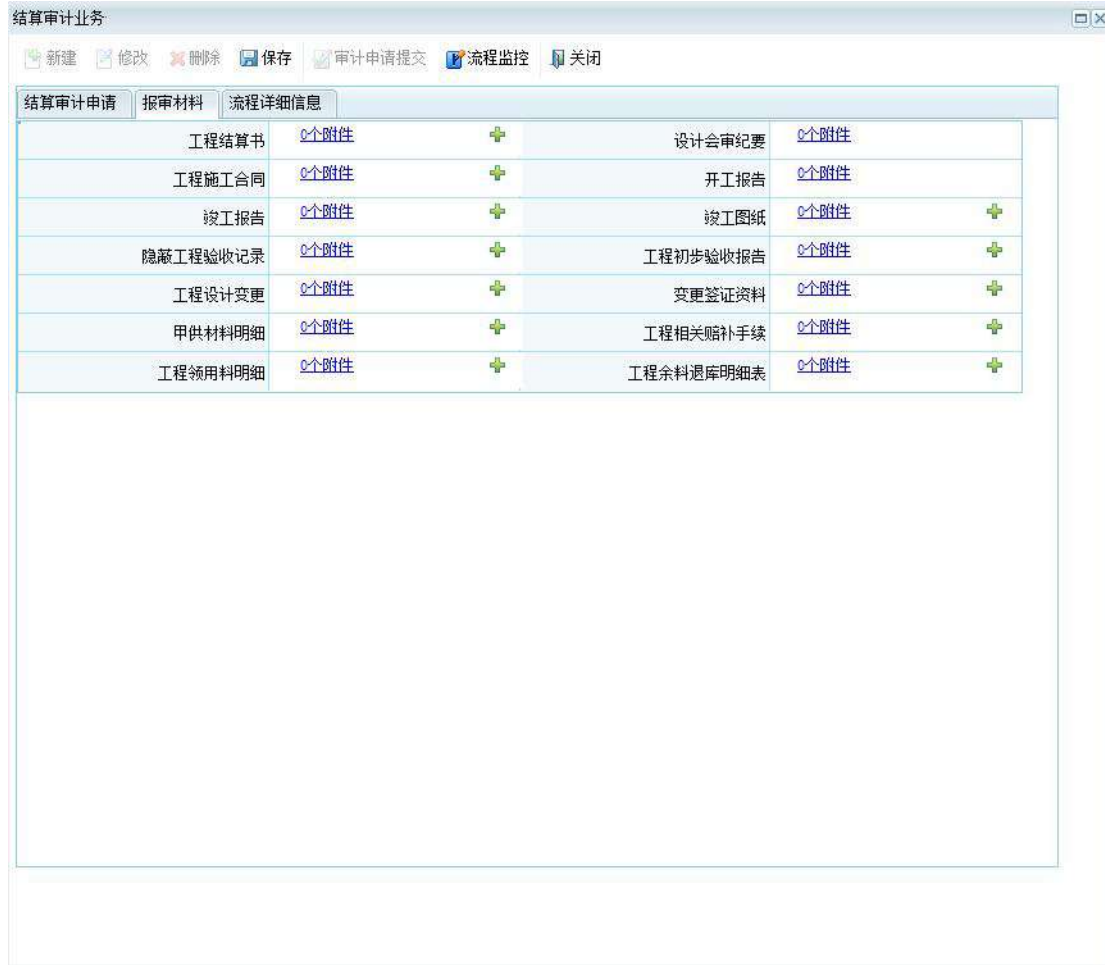 结算审计业务
新建 修改 删除 保存 审计申请提交 流程监控 关闭
结算审计申请 报审材料 流程详细信息
工程结算书 0个附件 设计会审纪要 0个附件
工程施工合同 0个附件 开工报告 0个附件
竣工报告 0个附件 竣工图纸 0个附件
隐蔽工程验收记录 0个附件 工程初步验收报告 0个附件
工程设计变更 0个附件 变更签证资料 0个附件
甲供材料明细 0个附件 工程相关赔补手续 0个附件
工程领用料明细 0个附件 工程余料退库明细表 0个附件